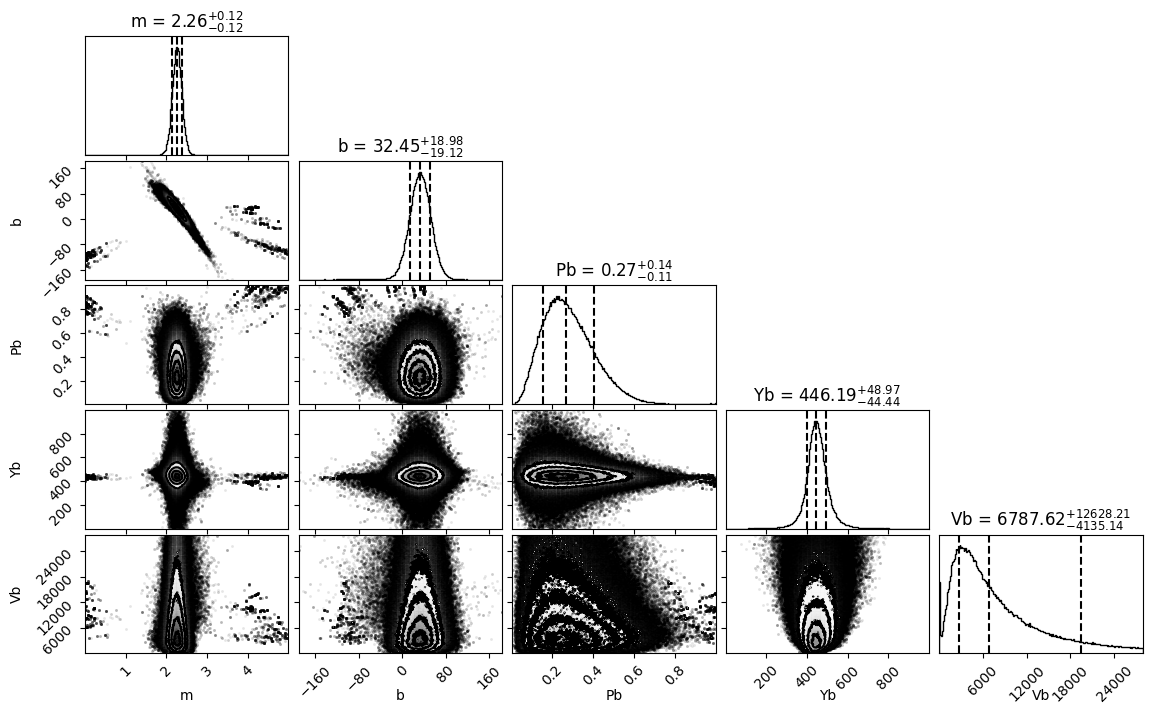 m = 2.26+0.12−0.12
b = 32.45+18.98−19.12
Pb = 0.27+0.14−0.11
Yb = 446.19+48.97−44.44
Vb = 6787.62+12628.21−4135.14
b
160
80
0
−80
−160
Pb
0.8
0.6
0.4
0.2
Yb
800
600
400
200
Vb
24000
18000
12000
6000
1 2 3 4
m
−160 −80 0 80 160
b
0.2 0.4 0.6 0.8
Pb
200 400 600 800
Yb
6000 12000 18000 24000
Vb